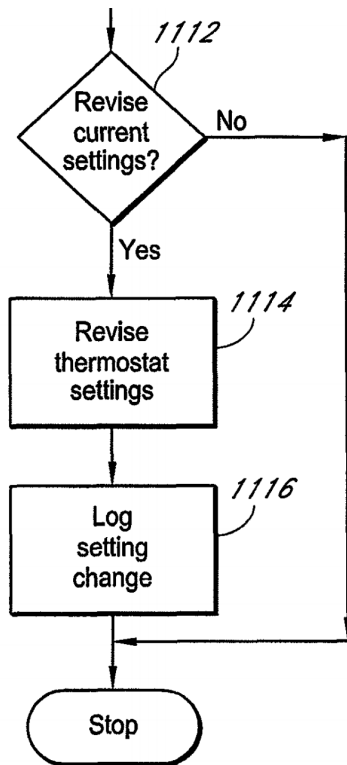 1112
Revise
current
settings?
No
Yes
1114
Revise
thermostat
settings
1116
Log
setting
change
Stop